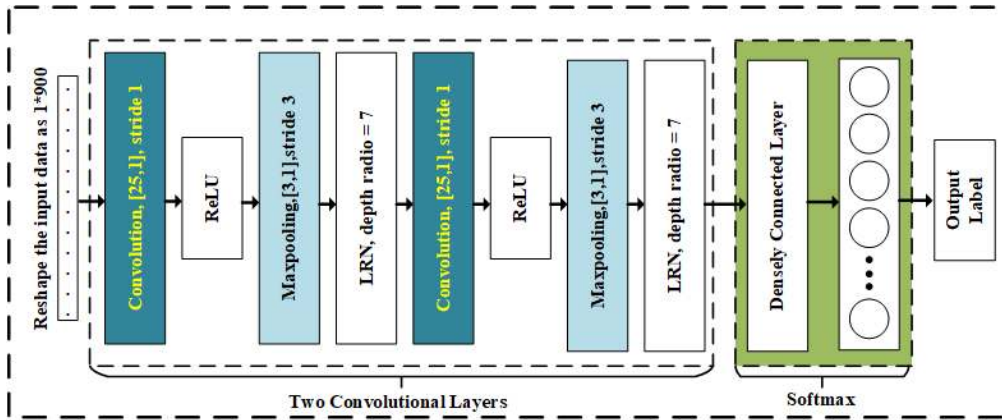 Reshape the input data as 1*900
Convolution, [25,1], stride 1
ReLU
Maxpooling,[3,1],stride 3
LRN, depth radio = 7
Convolution, [25,1], stride 1
ReLU
Maxpooling,[3,1],stride 3
LRN, depth radio = 7
Densely Connected Layer
Output
Label
Two Convolutional Layers
Softmax